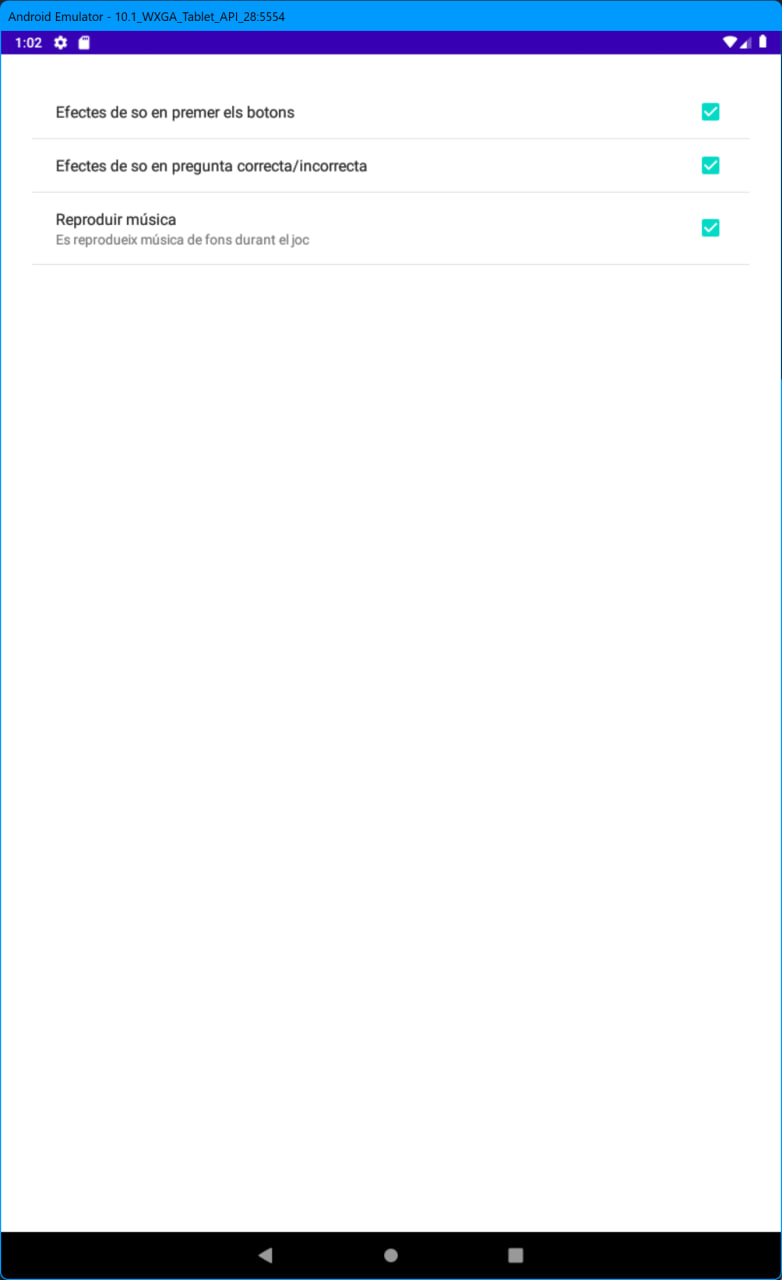 Android Emulator - 10.1_WXGA_Tablet_API_28:5554
1:02
Efectes de so en premer els botons
Efectes de so en pregunta correcta/incorrecta
Reproduir música
Es reprodueix música de fons durant el joc